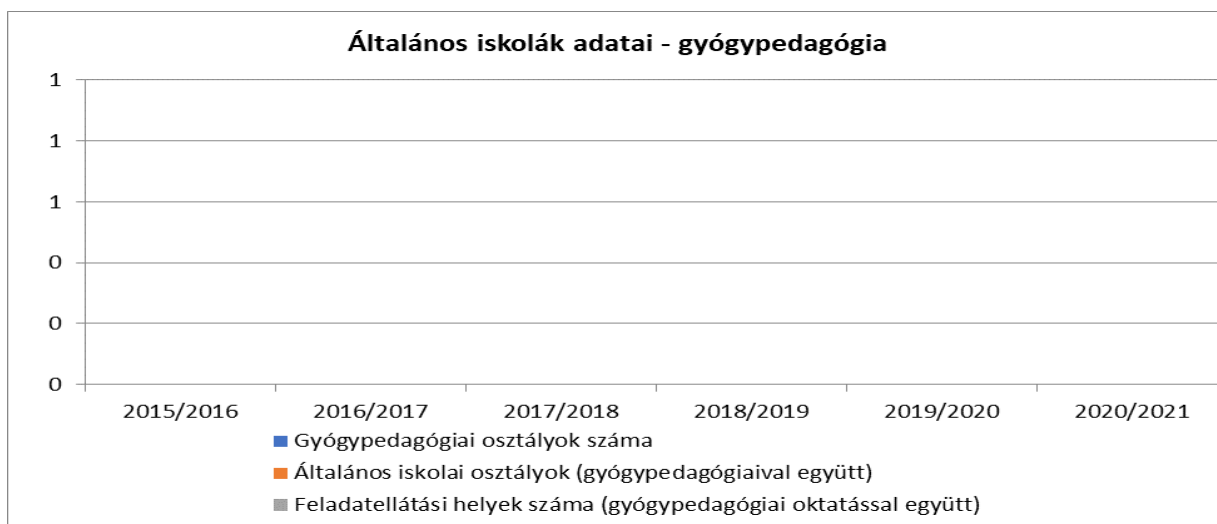 Általános iskolák adatai - gyógypedagógia
1
1
1
0
0
0
2015/2016 2016/2017 2017/2018 2018/2019 2019/2020 2020/2021
Gyógypedagógiai osztályok száma
Általános iskolai osztályok (gyógypedagógiaival együtt)
Feladatellátási helyek száma (gyógypedagógiai oktatással együtt)